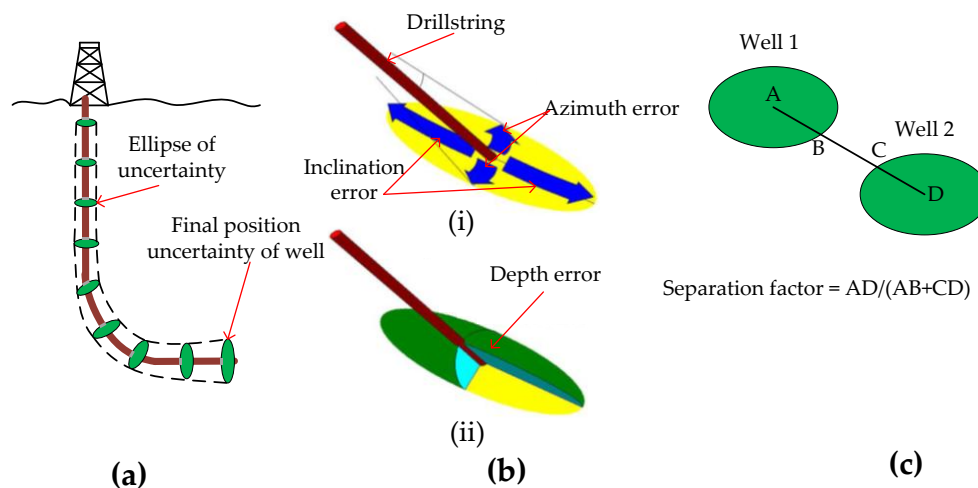 Ellipse of
uncertainty
Final position
uncertainty of well
(a)
Drillstring
Azimuth error
Inclination
error
(i)
Depth error
(ii)
(b)
Well 1
A
B
Well 2
C
D
Separation factor = AD/(AB+CD)
(c)